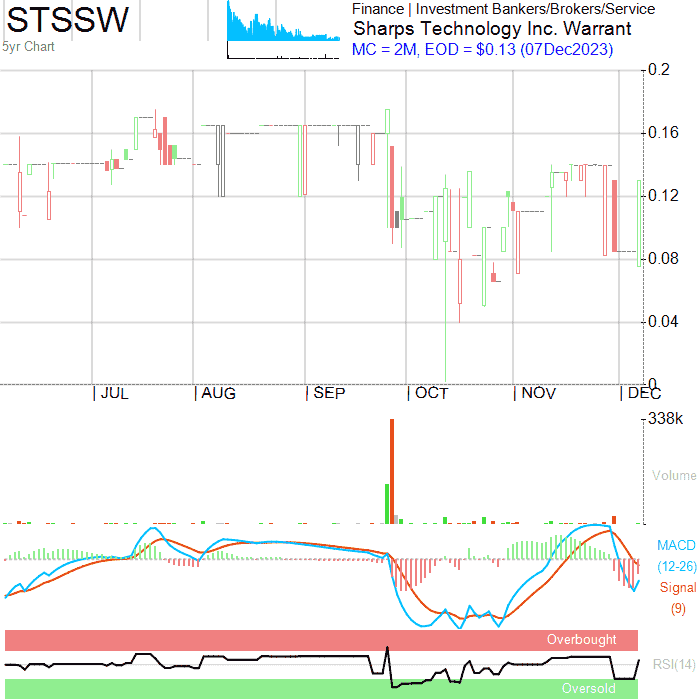 STSSW
5yr Chart
Finance | Investment Bankers/Brokers/Service
Sharps Technology Inc. Warrant
MC = 2M, EOD = $0.13 (07Dec2023)
0.2
0.16
0.12
0.08
0.04
0
JUL
AUG
SEP
OCT
NOV
DEC
338k
Volume
MACD
(12-26)
Signal
(9)
Overbought
RSI(14)
Oversold